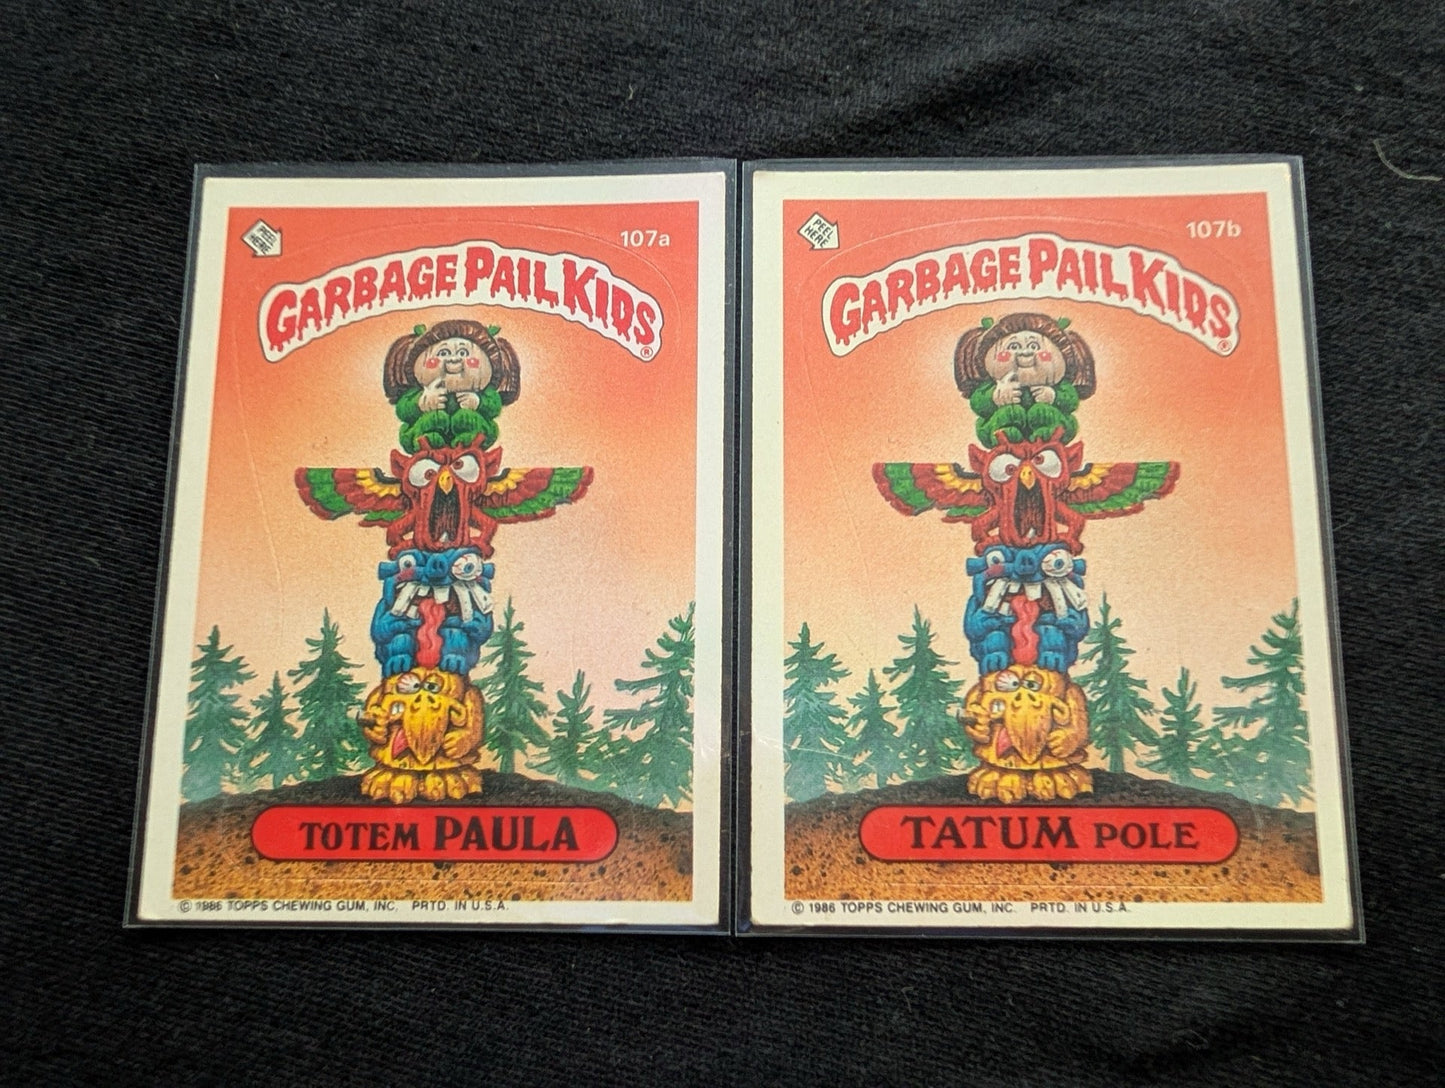 PEEL HERE
107a
GARBAGE PAIL KIDS®
TOTEM PAULA
© 1986 TOPPS CHEWING GUM, INC. PRTD. IN U.S.A.
PEEL HERE
107b
GARBAGE PAIL KIDS®
TATUM POLE
© 1986 TOPPS CHEWING GUM, INC. PRTD. IN U.S.A.